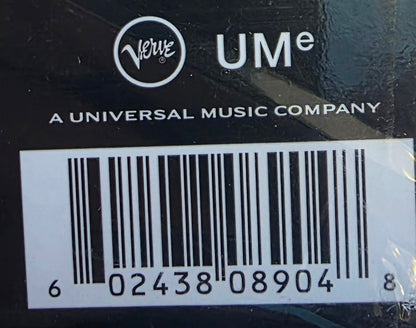 Verve® UMe
A UNIVERSAL MUSIC COMPANY
6 02438 08904 8